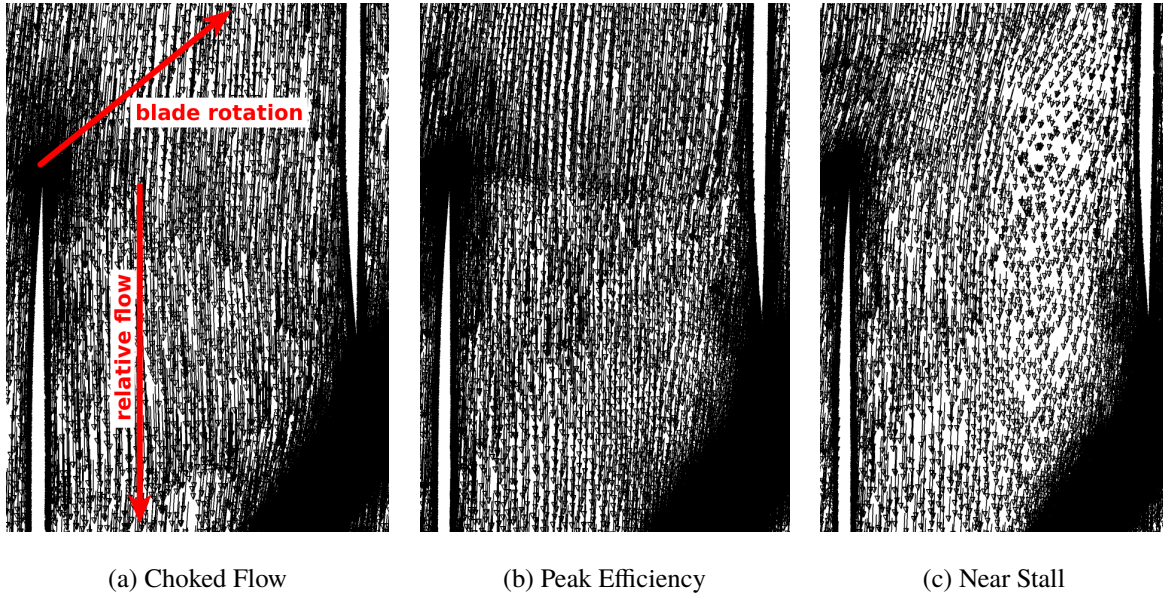 blade rotation
relative flow
(a) Choked Flow
(b) Peak Efficiency
(c) Near Stall